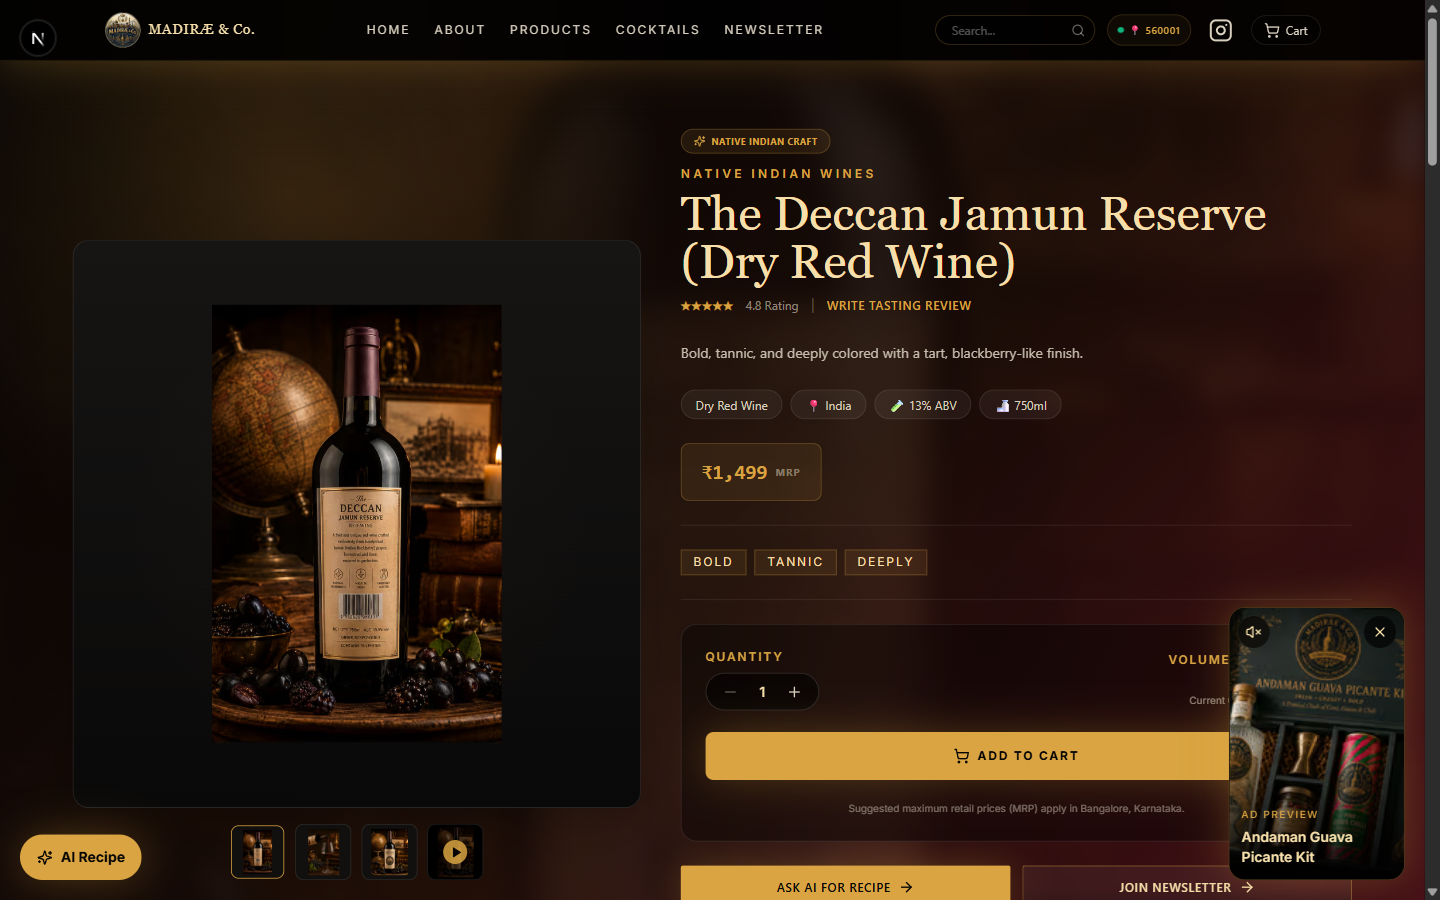 MADIRÆ & Co.
HOME
ABOUT
PRODUCTS
COCKTAILS
NEWSLETTER
Search...
560001
Cart
N
NATIVE INDIAN CRAFT
NATIVE INDIAN WINES
The Deccan Jamun Reserve
(Dry Red Wine)
★★★★★ 4.8 Rating | WRITE TASTING REVIEW
Bold, tannic, and deeply colored with a tart, blackberry-like finish.
Dry Red Wine
India
13% ABV
750ml
₹1,499 MRP
BOLD
TANNIC
DEEPLY
QUANTITY
VOLUME
1
Current
ADD TO CART
Suggested maximum retail prices (MRP) apply in Bangalore, Karnataka.
ASK AI FOR RECIPE →
JOIN NEWSLETTER →
The
DECCAN
JAMUN RESERVE
AI Recipe
MADIRAE & CO.
ANDAMAN GUAVA PICANTE KI
AD PREVIEW
Andaman Guava
Picante Kit